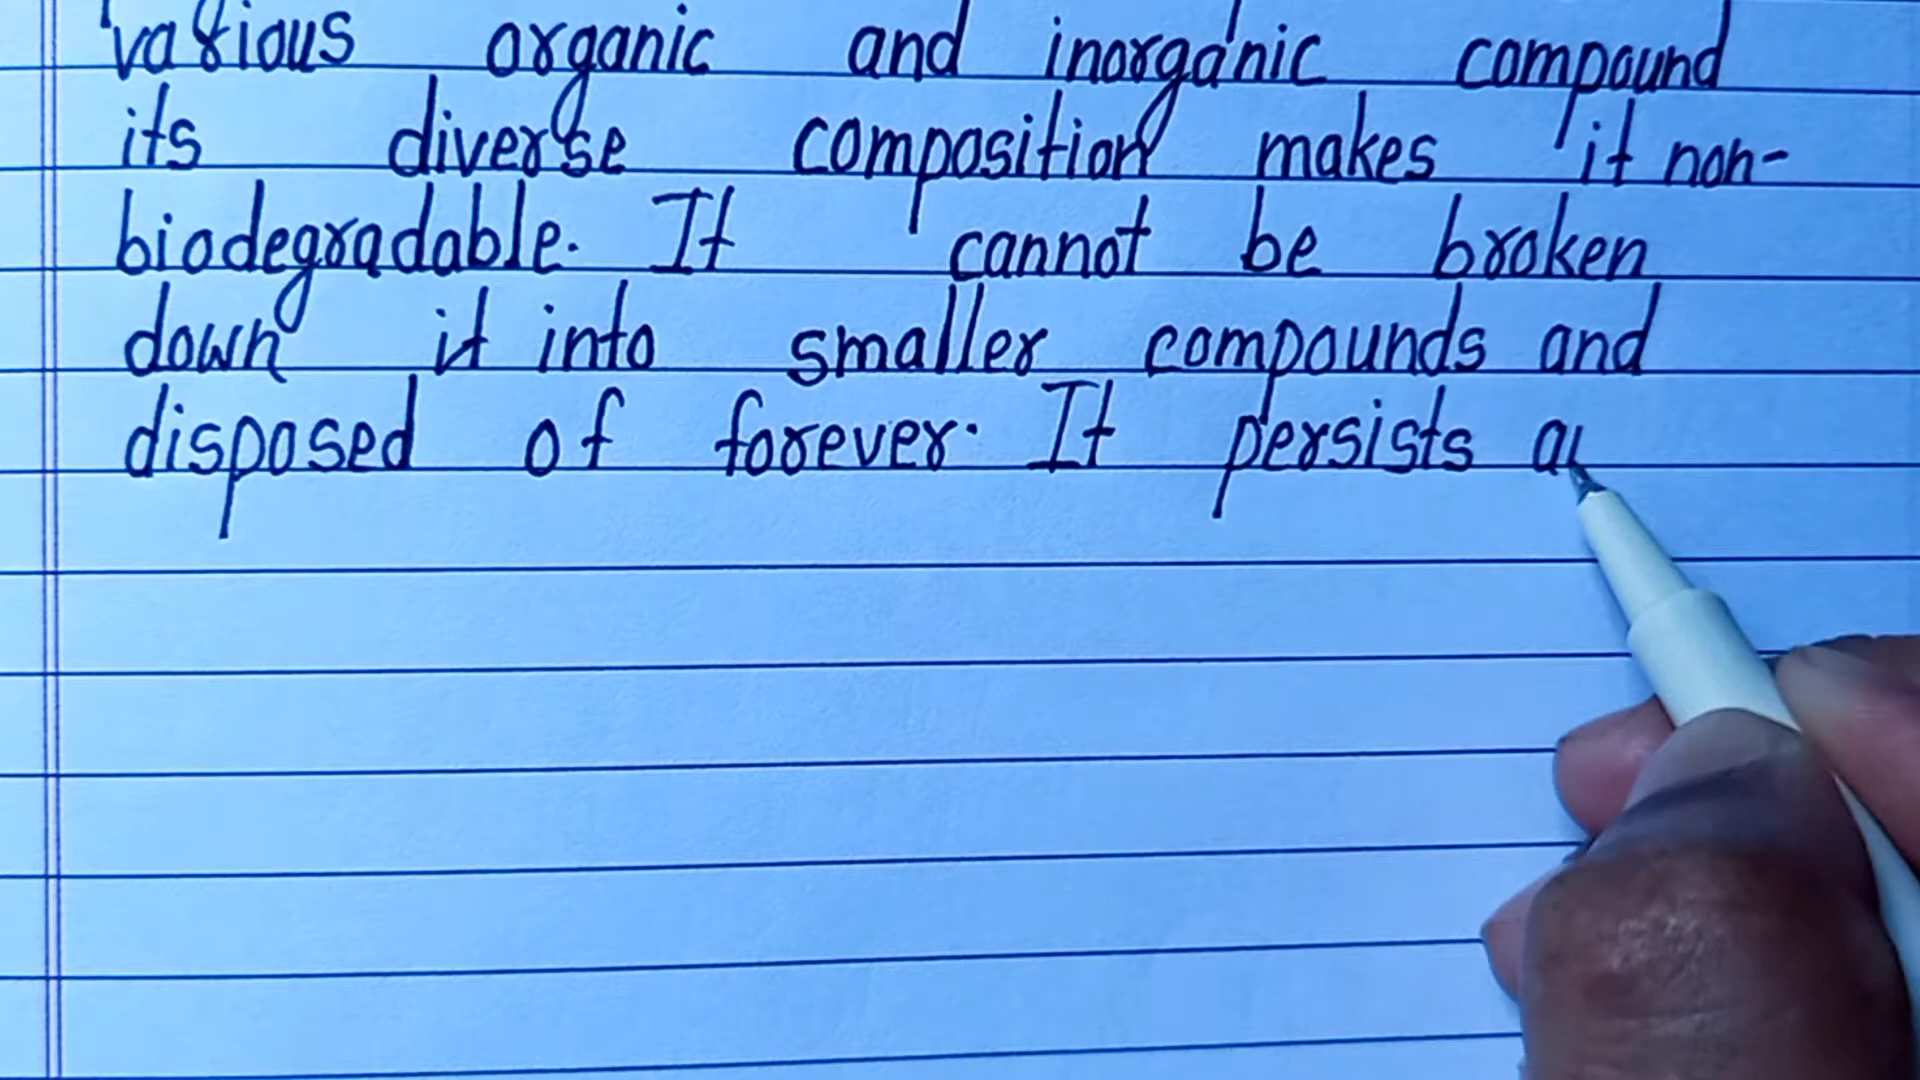 various organic and inorganic compound
its diverse composition makes it non-
biodegradable. It cannot be broken
down it into smaller compounds and
disposed of forever. It persists